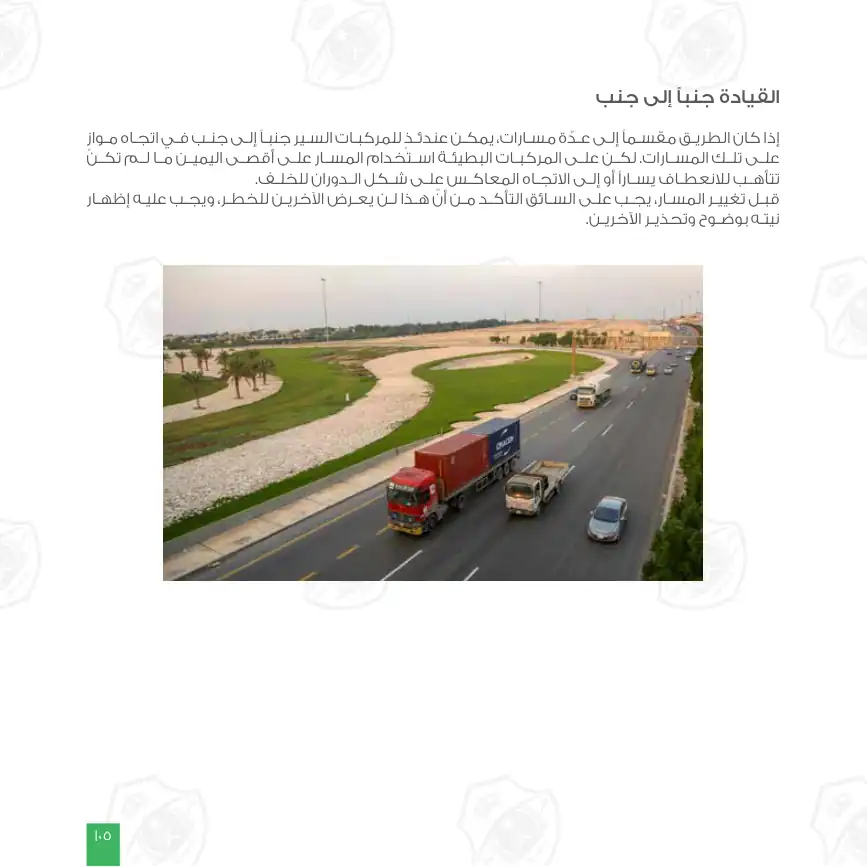 القيادة جنباً إلى جنب
إذا كان الطريق مقسماً إلى عدّة مسارات، يمكن عندئذ للمركبات السير جنباً إلى جنب في اتجاه موازٍ
على تلك المسارات. لكن على المركبات البطيئة استخدام المسار على أقصى اليمين ما لم تكن
تتأهب للانعطاف يساراً أو إلى الاتجاه المعاكس على شكل الدوران للخلف.
قبل تغيير المسار، يجب على السائق التأكد من أنّ هذا لن يعرض الآخرين للخطر، ويجب عليه إظهار
نيته بوضوح وتحذير الآخرين.
١٠٥